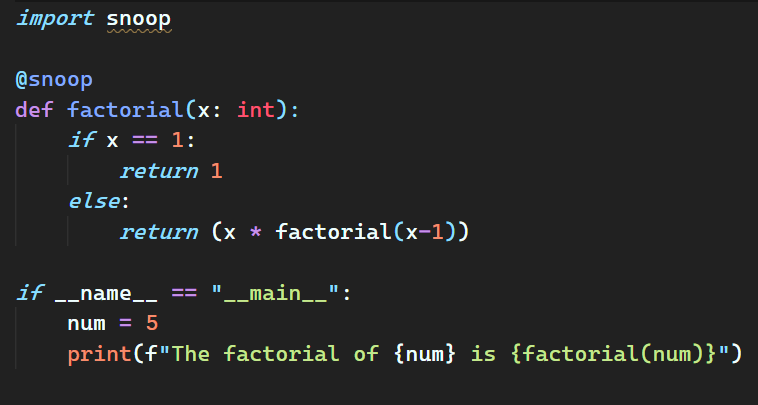 import snoop
@snoop
def factorial(x: int):
    if x == 1:
        return 1
    else:
        return (x * factorial(x-1))
if __name__ == "__main__":
    num = 5
    print(f"The factorial of {num} is {factorial(num)}")